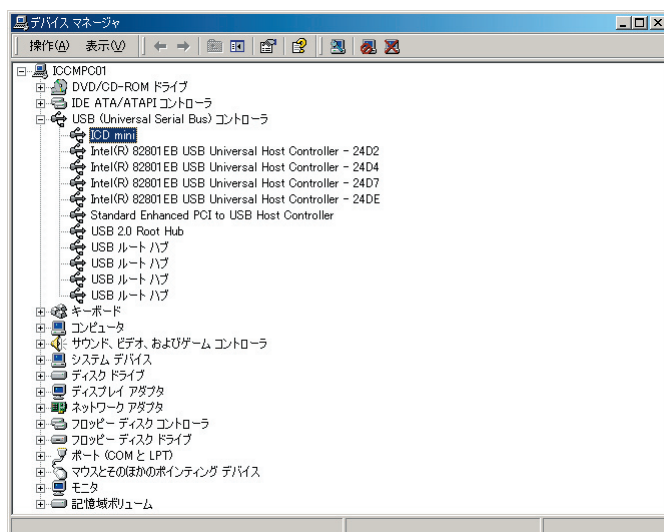 デバイス マネージャ
操作(A) 表示(V)
ICCMPC01
DVD/CD-ROM ドライブ
IDE ATA/ATAPI コントローラ
USB (Universal Serial Bus) コントローラ
ICD mini
Intel(R) 82801EB USB Universal Host Controller - 24D2
Intel(R) 82801EB USB Universal Host Controller - 24D4
Intel(R) 82801EB USB Universal Host Controller - 24D7
Intel(R) 82801EB USB Universal Host Controller - 24DE
Standard Enhanced PCI to USB Host Controller
USB 2.0 Root Hub
USB ルート ハブ
USB ルート ハブ
USB ルート ハブ
USB ルート ハブ
キーボード
コンピュータ
サウンド、ビデオ、およびゲーム コントローラ
システム デバイス
ディスク ドライブ
ディスプレイ アダプタ
ネットワーク アダプタ
フロッピー ディスク コントローラ
フロッピー ディスク ドライブ
ポート (COM と LPT)
マウスとそのほかのポインティング デバイス
モニタ
記憶域ボリューム